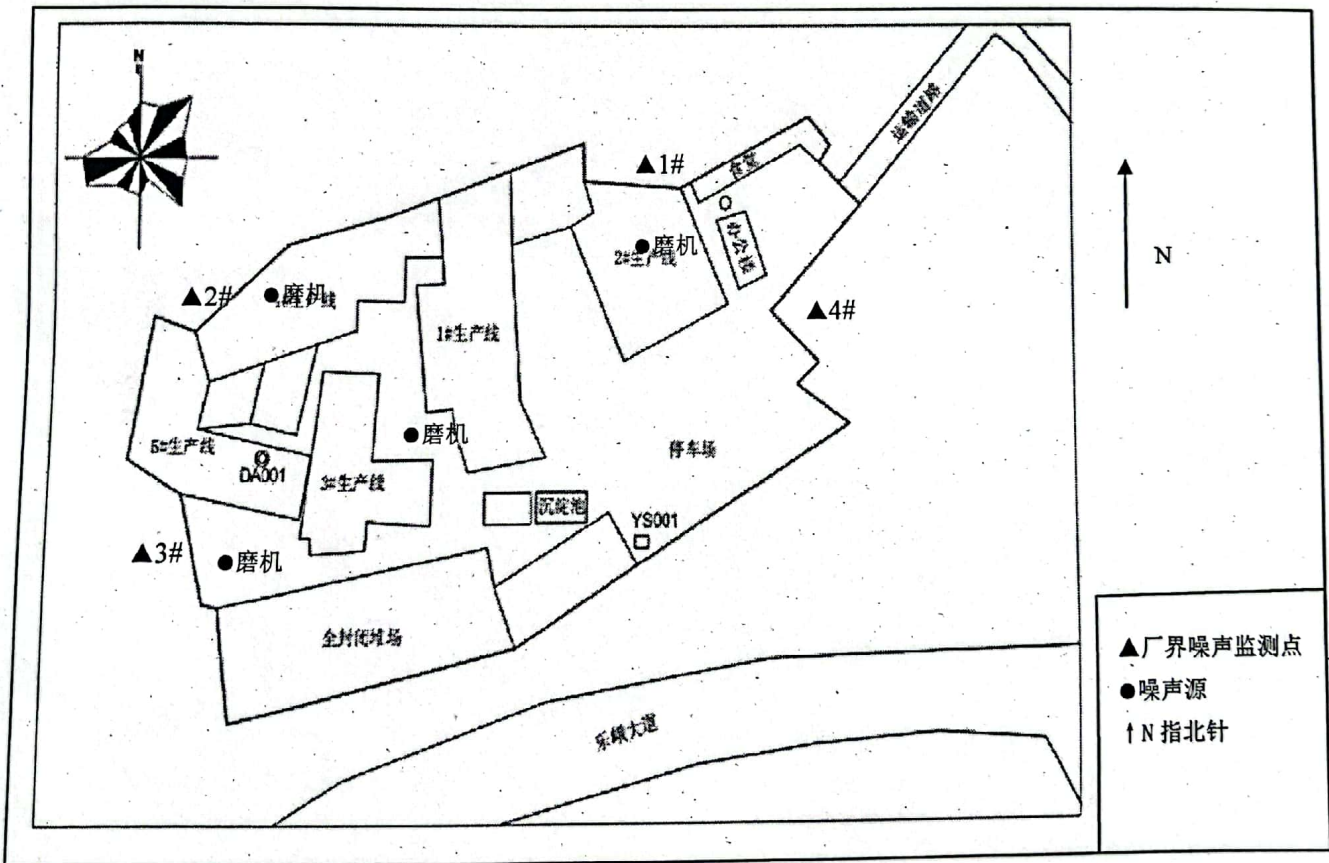 N
运输道路
▲1#
食堂
办公楼
●磨机
2#生产线
N
▲2#
●磨机
生产线
▲4#
1#生产线
●磨机
停车场
5#生产线
DA001
3#生产线
沉淀池
YS001
▲3#
●磨机
全封闭堆场
乐峨大道
▲厂界噪声监测点
●噪声源
↑N 指北针